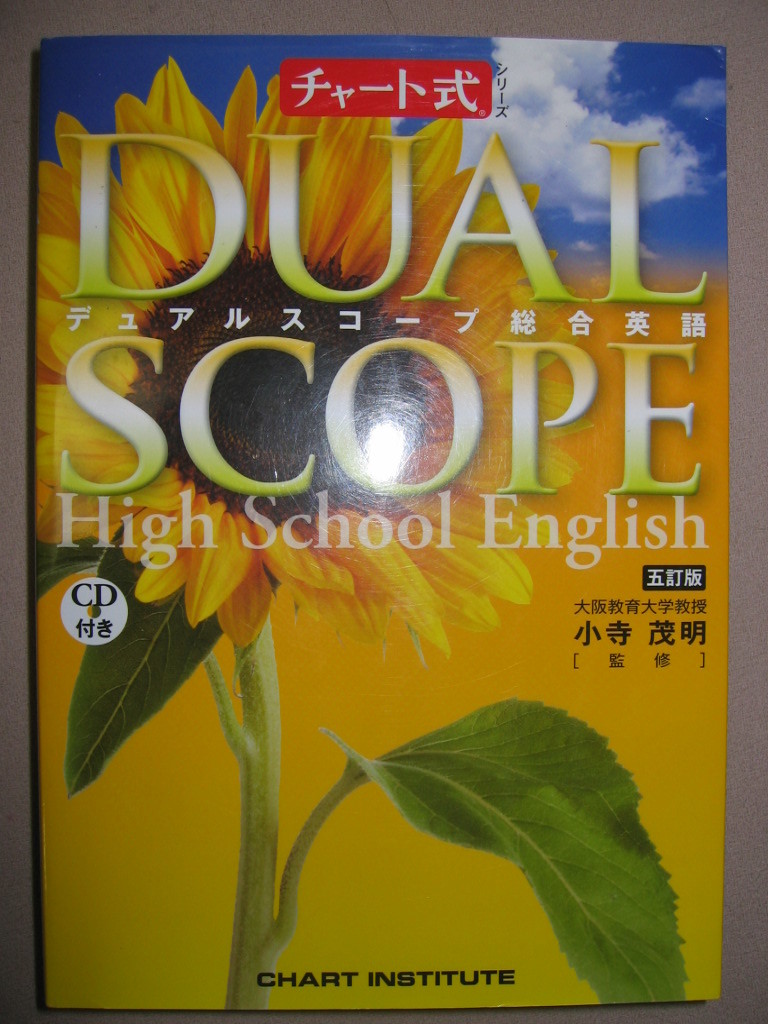 チャート式®
シリーズ
DUAL
デュアルスコープ総合英語
SCOPE
High School English
五訂版
CD
付き
大阪教育大学教授
小寺 茂明
[監修]
CHART INSTITUTE